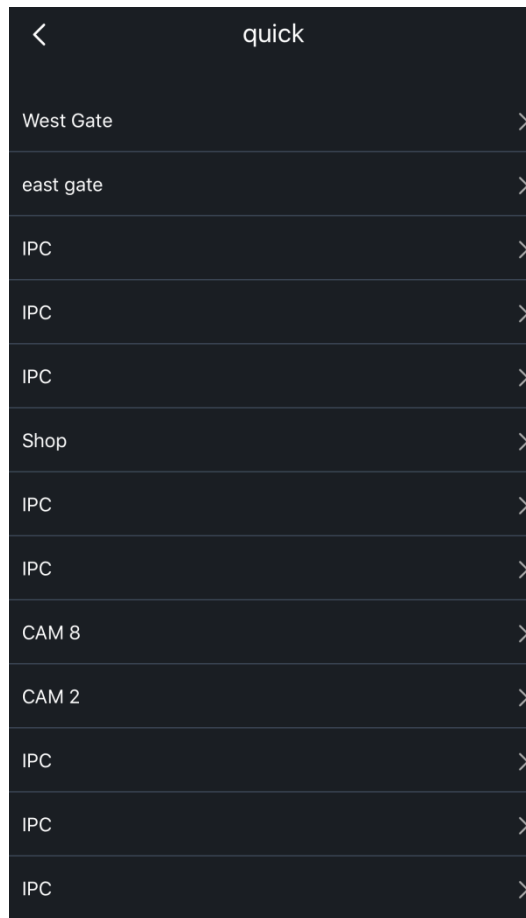 quick
West Gate
east gate
IPC
IPC
IPC
Shop
IPC
IPC
CAM 8
CAM 2
IPC
IPC
IPC